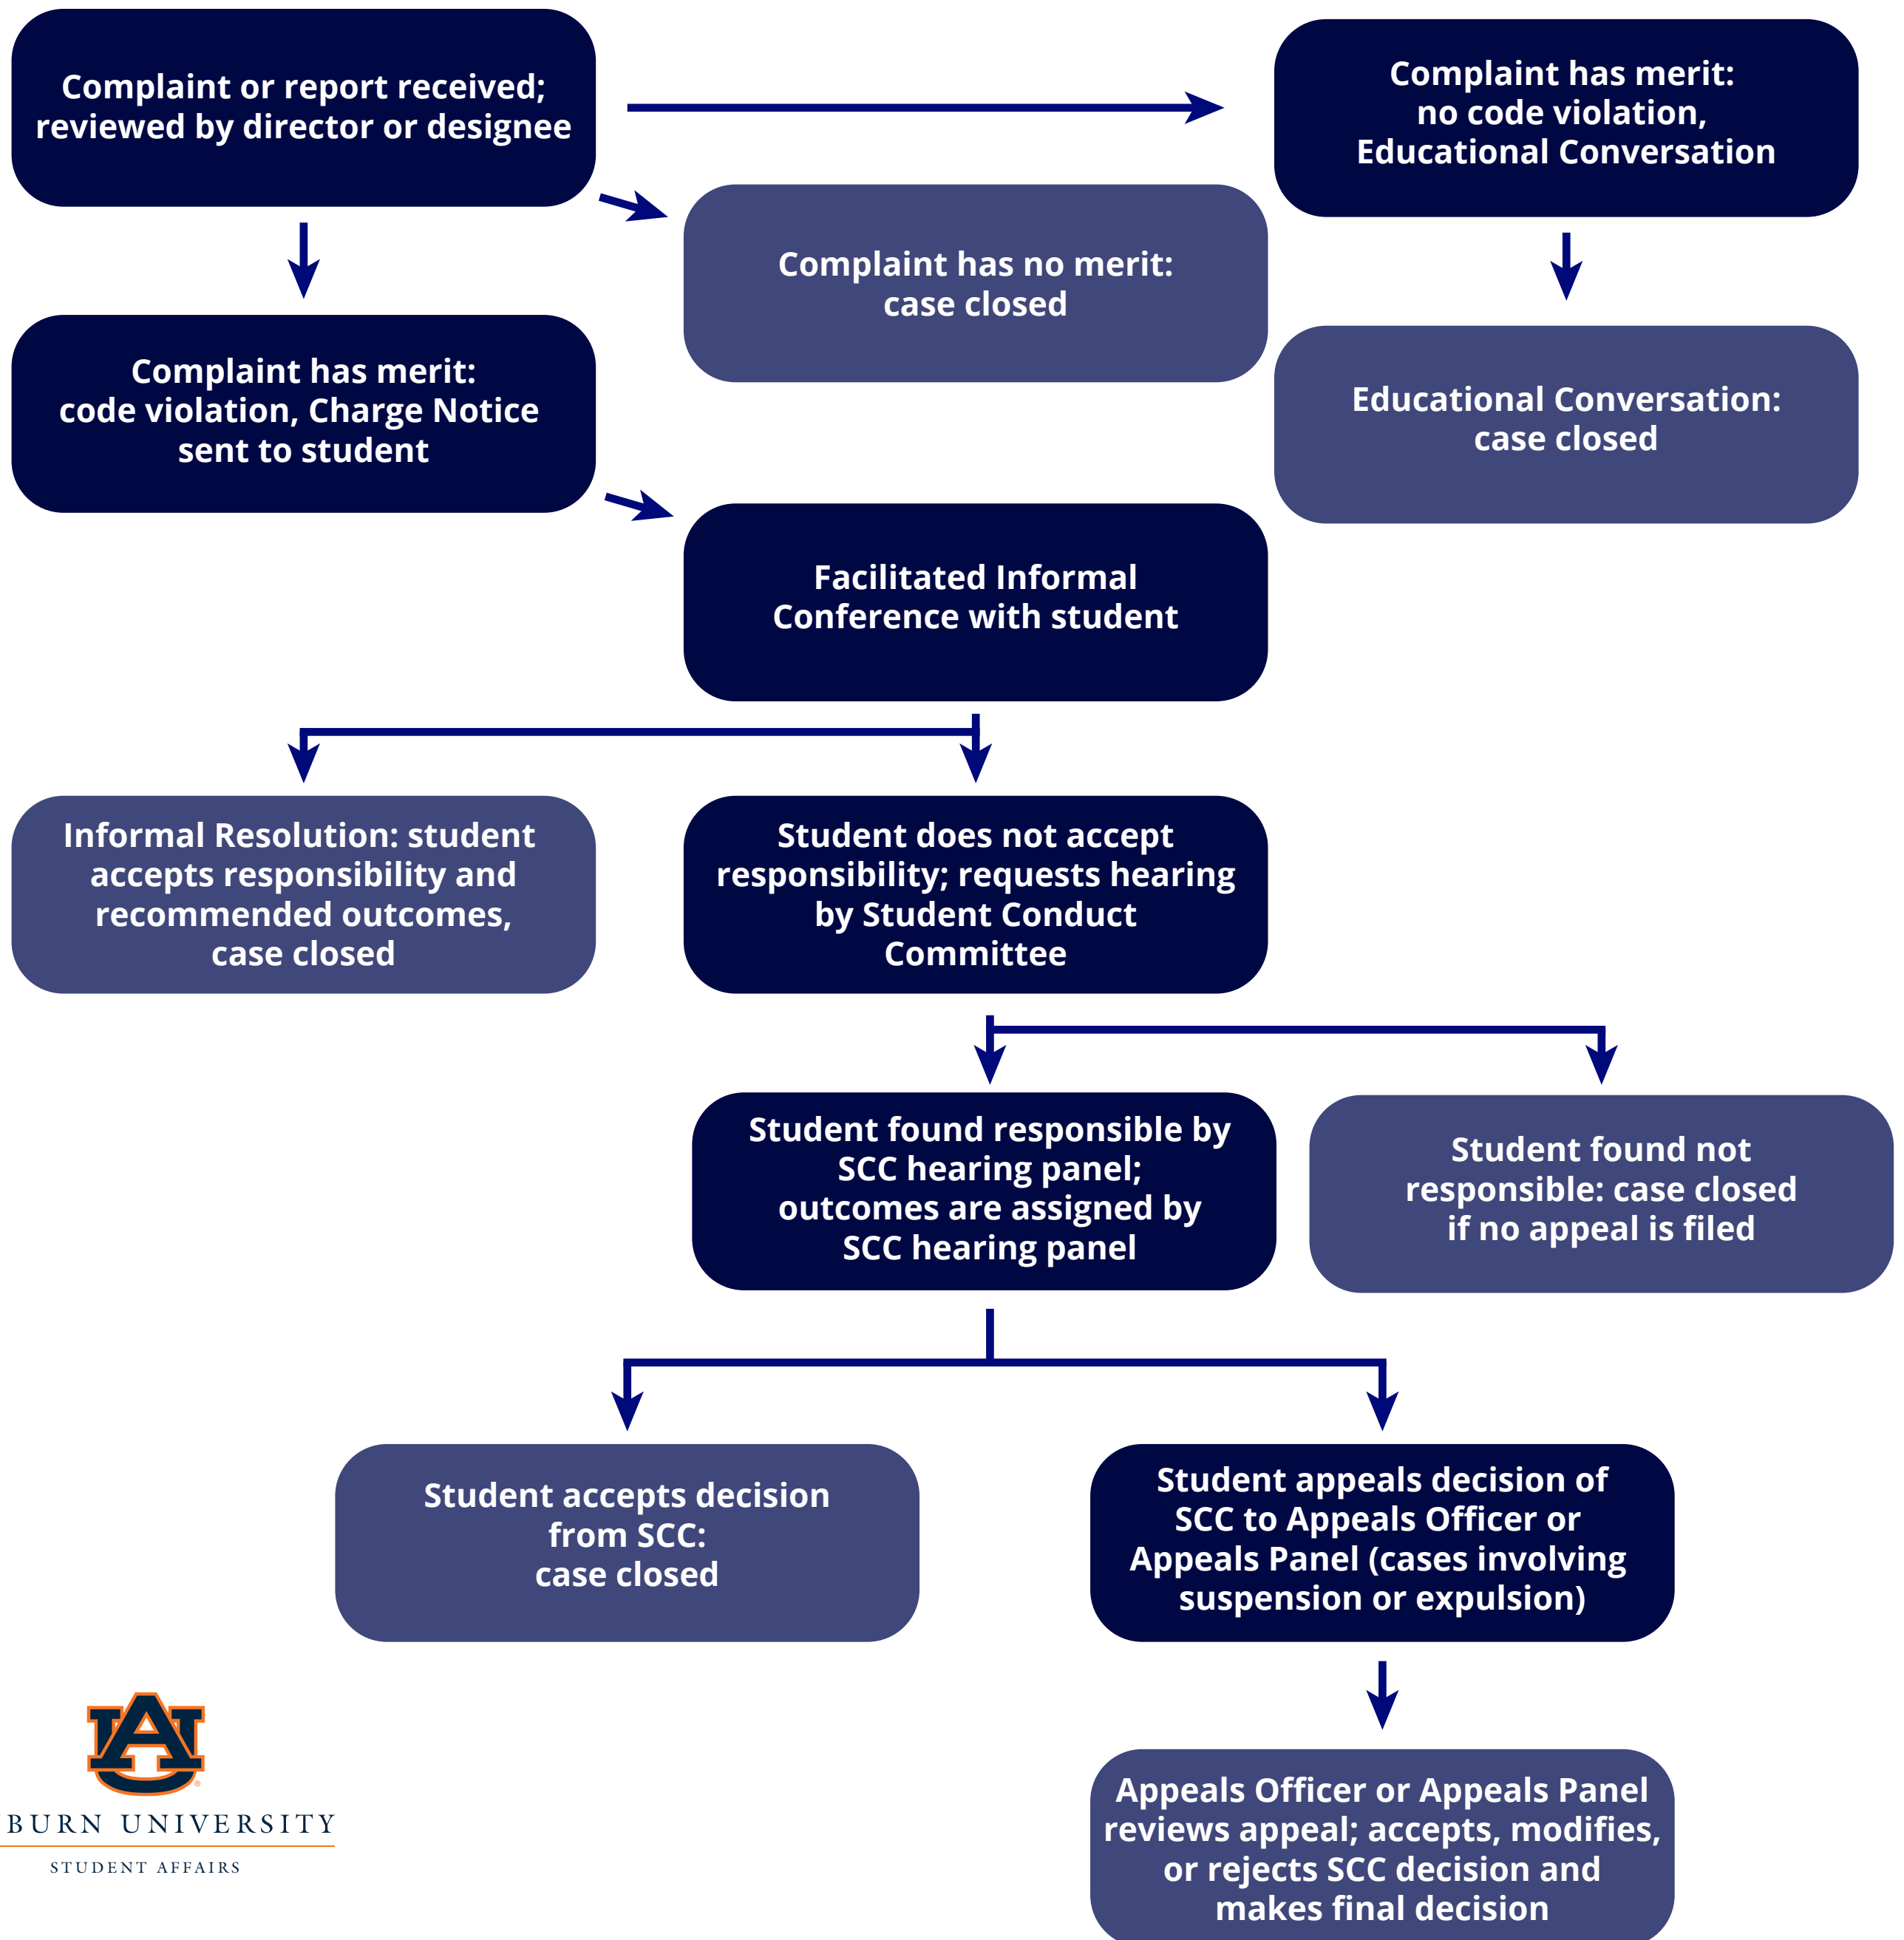 Complaint or report received;
reviewed by director or designee
Complaint has merit:
no code violation,
Educational Conversation
Complaint has no merit:
case closed
Complaint has merit:
code violation, Charge Notice
sent to student
Educational Conversation:
case closed
Facilitated Informal
Conference with student
Informal Resolution: student
accepts responsibility and
recommended outcomes,
case closed
Student does not accept
responsibility; requests hearing
by Student Conduct
Committee
Student found responsible by
SCC hearing panel;
outcomes are assigned by
SCC hearing panel
Student found not
responsible: case closed
if no appeal is filed
Student accepts decision
from SCC:
case closed
Student appeals decision of
SCC to Appeals Officer or
Appeals Panel (cases involving
suspension or expulsion)
Appeals Officer or Appeals Panel
reviews appeal; accepts, modifies,
or rejects SCC decision and
makes final decision
AU
®
BURN UNIVERSITY
STUDENT AFFAIRS